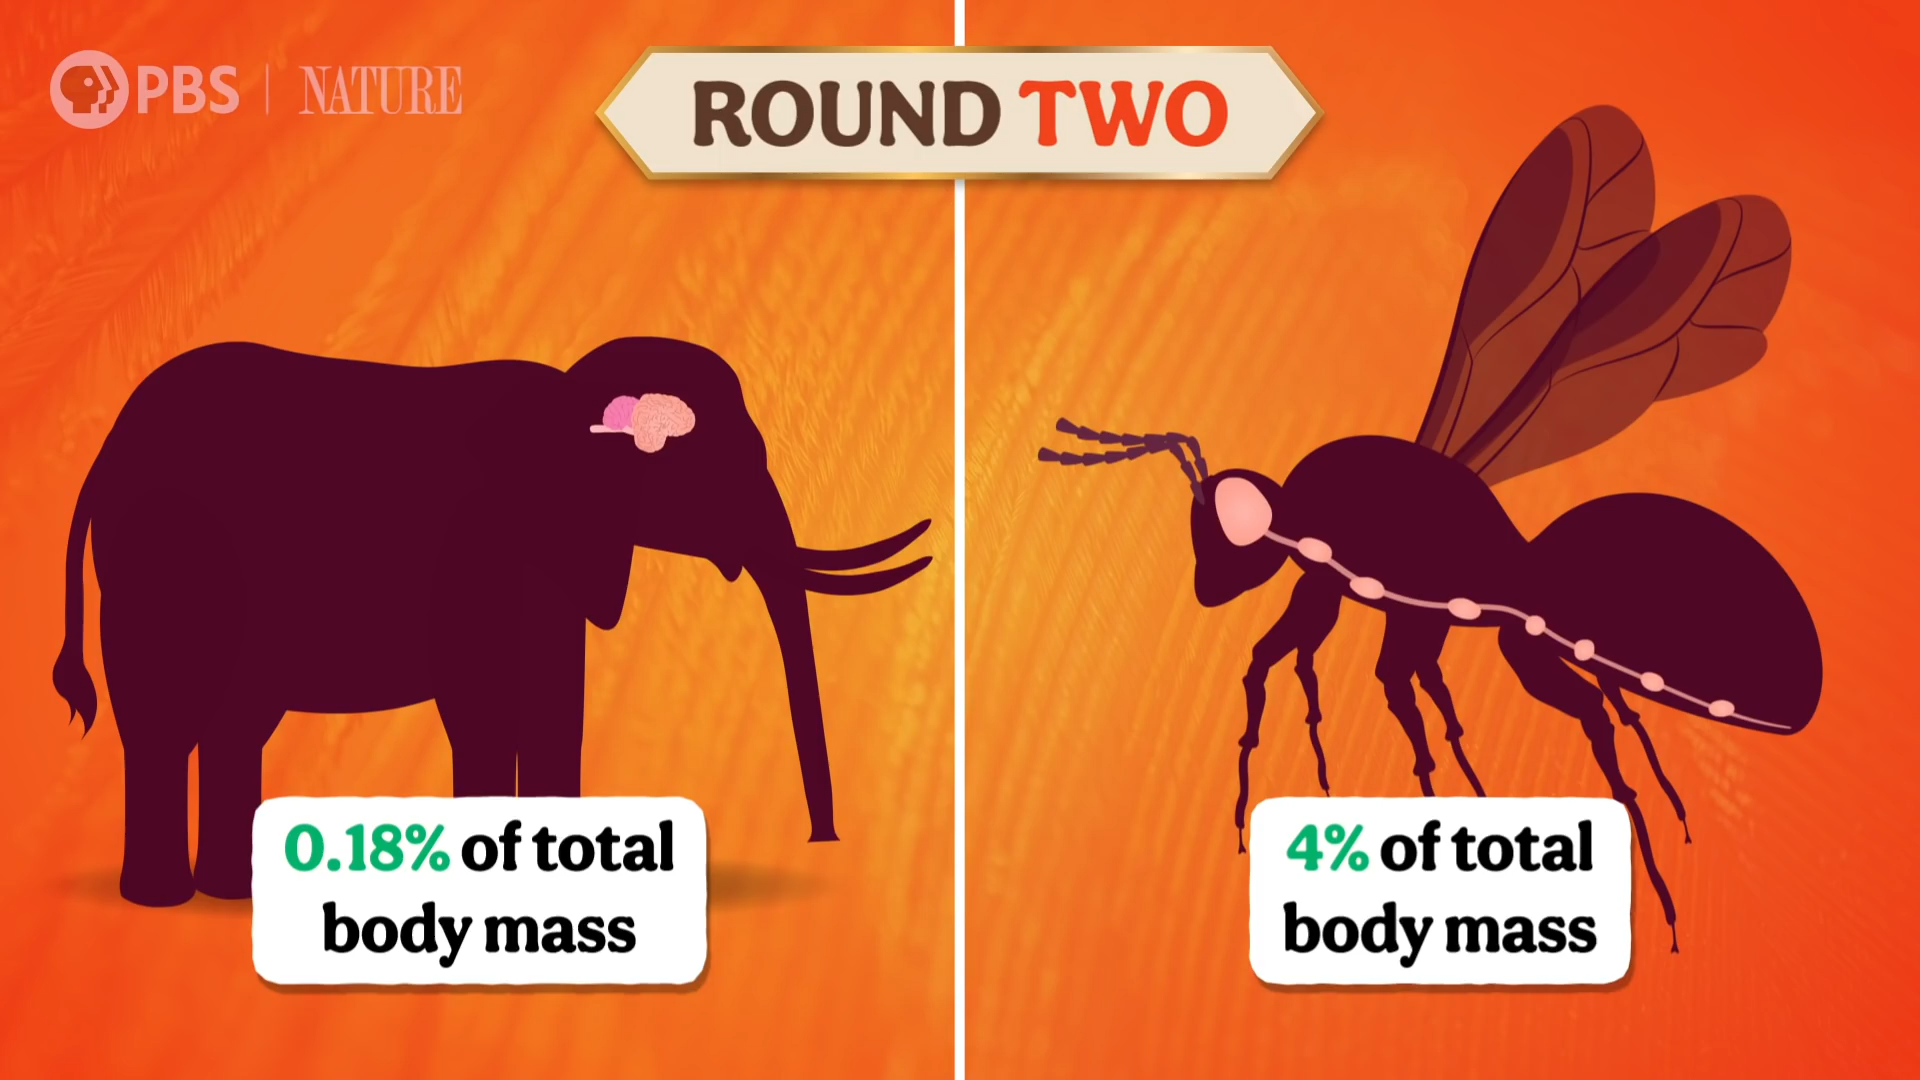 PBS | NATURE
ROUND TWO
0.18% of total
body mass
4% of total
body mass